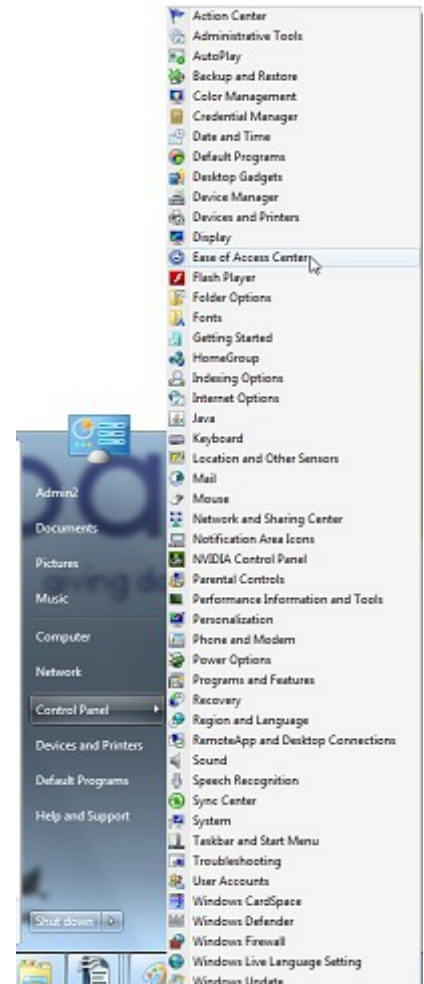 Action Center
Administrative Tools
AutoPlay
Backup and Restore
Color Management
Credential Manager
Date and Time
Default Programs
Desktop Gadgets
Device Manager
Devices and Printers
Display
Ease of Access Center
Flash Player
Folder Options
Fonts
Getting Started
HomeGroup
Indexing Options
Internet Options
Java
Keyboard
Location and Other Sensors
Mail
Mouse
Network and Sharing Center
Notification Area Icons
NVIDIA Control Panel
Parental Controls
Performance Information and Tools
Personalization
Phone and Modem
Power Options
Programs and Features
Recovery
Region and Language
RemoteApp and Desktop Connections
Sound
Speech Recognition
Sync Center
System
Taskbar and Start Menu
Troubleshooting
User Accounts
Windows CardSpace
Windows Defender
Windows Firewall
Windows Live Language Setting
Windows Update
Admin2
Documents
Pictures
Music
Computer
Network
Control Panel
Devices and Printers
Default Programs
Help and Support
Shut down